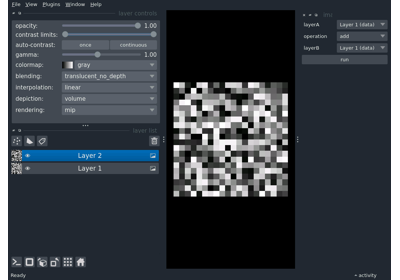 File View Plugins Window Help
layer controls
opacity: 1.00
contrast limits:
auto-contrast: once continuous
gamma: 1.00
colormap: gray
blending: translucent_no_depth
interpolation: linear
depiction: volume
rendering: mip
layer list
Layer 2
Layer 1
layerA Layer 1 (data)
operation add
layerB Layer 1 (data)
run
Ready
activity